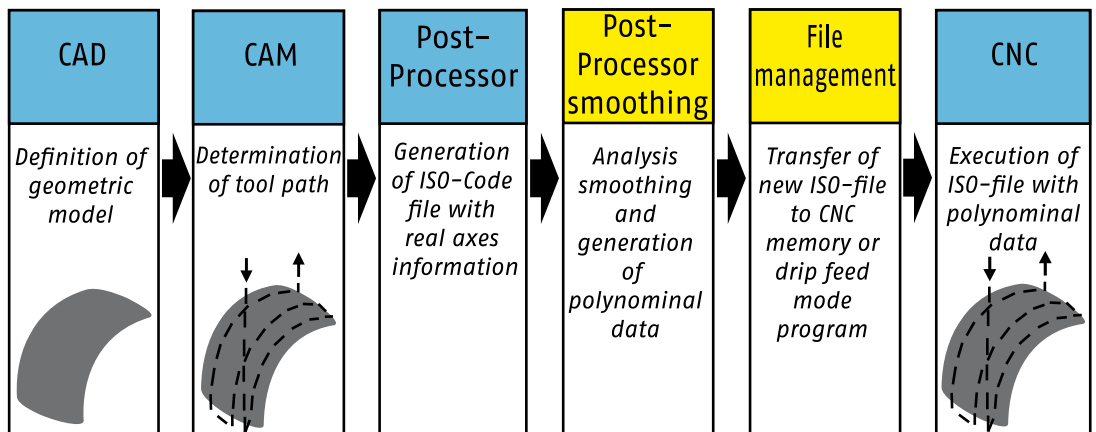 CAD
Definition of
geometric
model
CAM
Determination
of tool path
Post-
Processor
Generation
of ISO-Code
file with
real axes
information
Post-
Processor
smoothing
Analysis
smoothing
and
generation
of
polynominal
data
File
management
Transfer of
new ISO-file
to CNC
memory or
drip feed
mode
program
CNC
Execution of
ISO-file with
polynominal
data